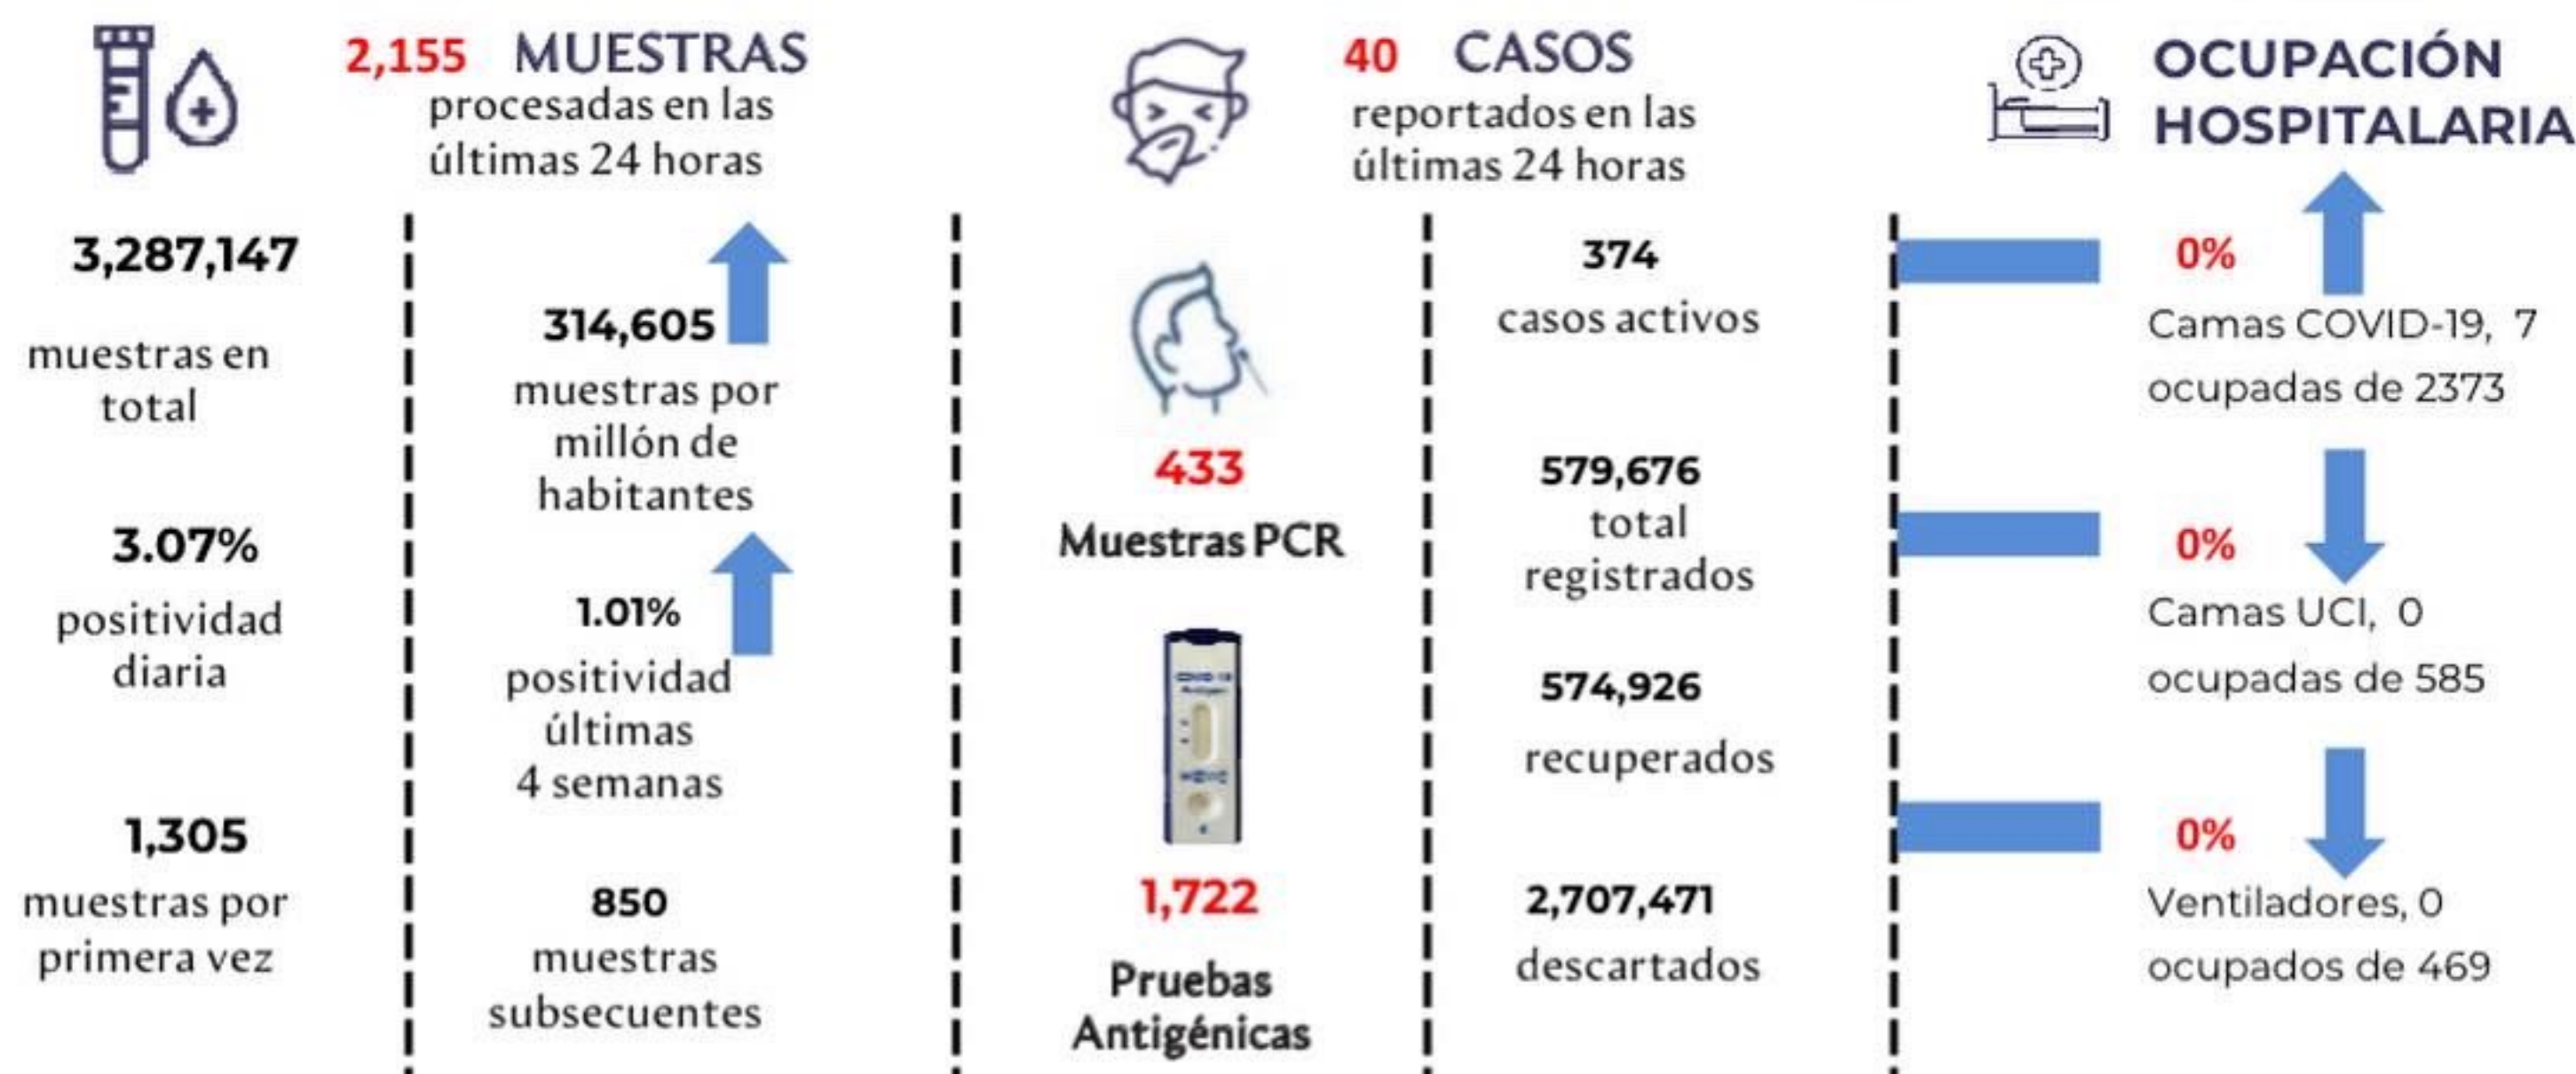 2,155 MUESTRAS
procesadas en las
últimas 24 horas
3,287,147
muestras en
total
3.07%
positividad
diaria
1,305
muestras por
primera vez
314,605
muestras por
millón de
habitantes
1.01%
positividad
últimas
4 semanas
850
muestras
subsecuentes
40 CASOS
reportados en las
últimas 24 horas
433
Muestras PCR
1,722
Pruebas
Antigénicas
374
casos activos
579,676
total
registrados
574,926
recuperados
2,707,471
descartados
OCUPACIÓN
HOSPITALARIA
0%
Camas COVID-19, 7
ocupadas de 2373
0%
Camas UCI, 0
ocupadas de 585
0%
Ventiladores, 0
ocupados de 469